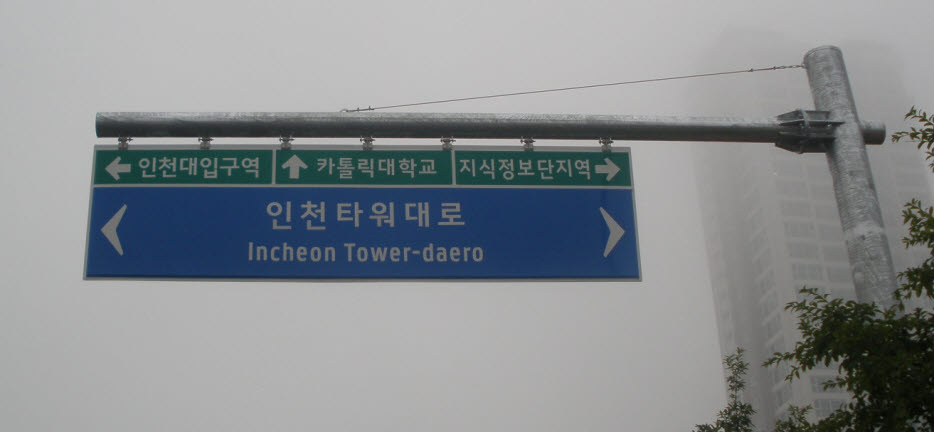 인천대입구역
카톨릭대학교
지식정보단지역
인천타워대로
Incheon Tower-daero